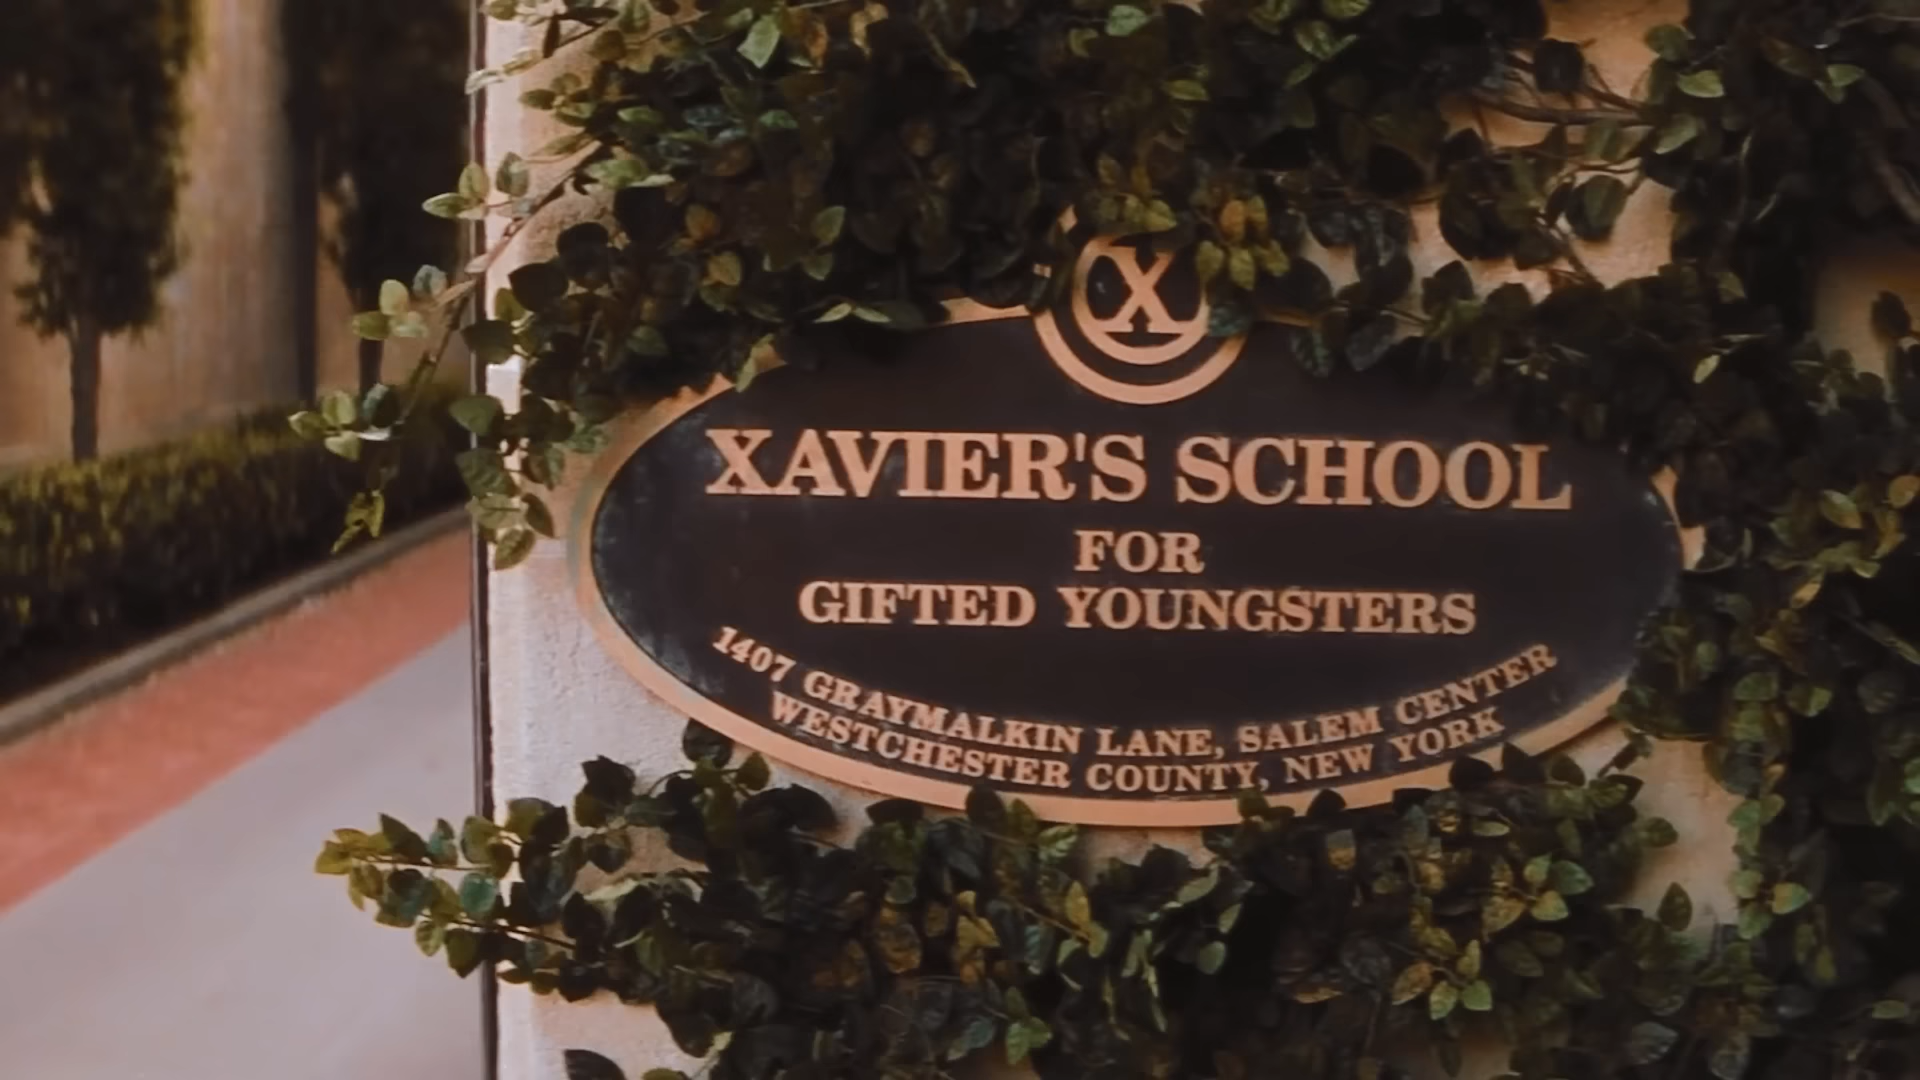 X
XAVIER'S SCHOOL
FOR
GIFTED YOUNGSTERS
1407 GRAYMALKIN LANE, SALEM CENTER
WESTCHESTER COUNTY, NEW YORK